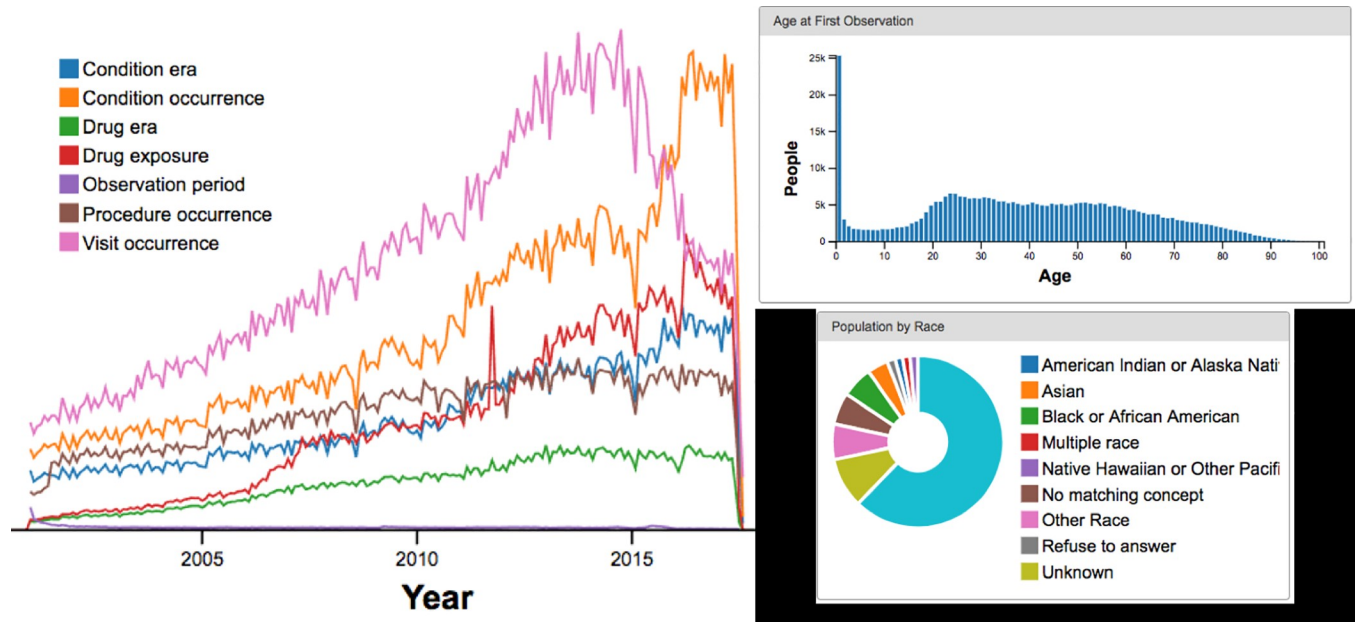 Condition era
Condition occurrence
Drug era
Drug exposure
Observation period
Procedure occurrence
Visit occurrence
2005
2010
2015
Year
Age at First Observation
25k
20k
15k
10k
5k
0
People
0 10 20 30 40 50 60 70 80 90 100
Age
Population by Race
American Indian or Alaska Nati
Asian
Black or African American
Multiple race
Native Hawaiian or Other Pacifi
No matching concept
Other Race
Refuse to answer
Unknown